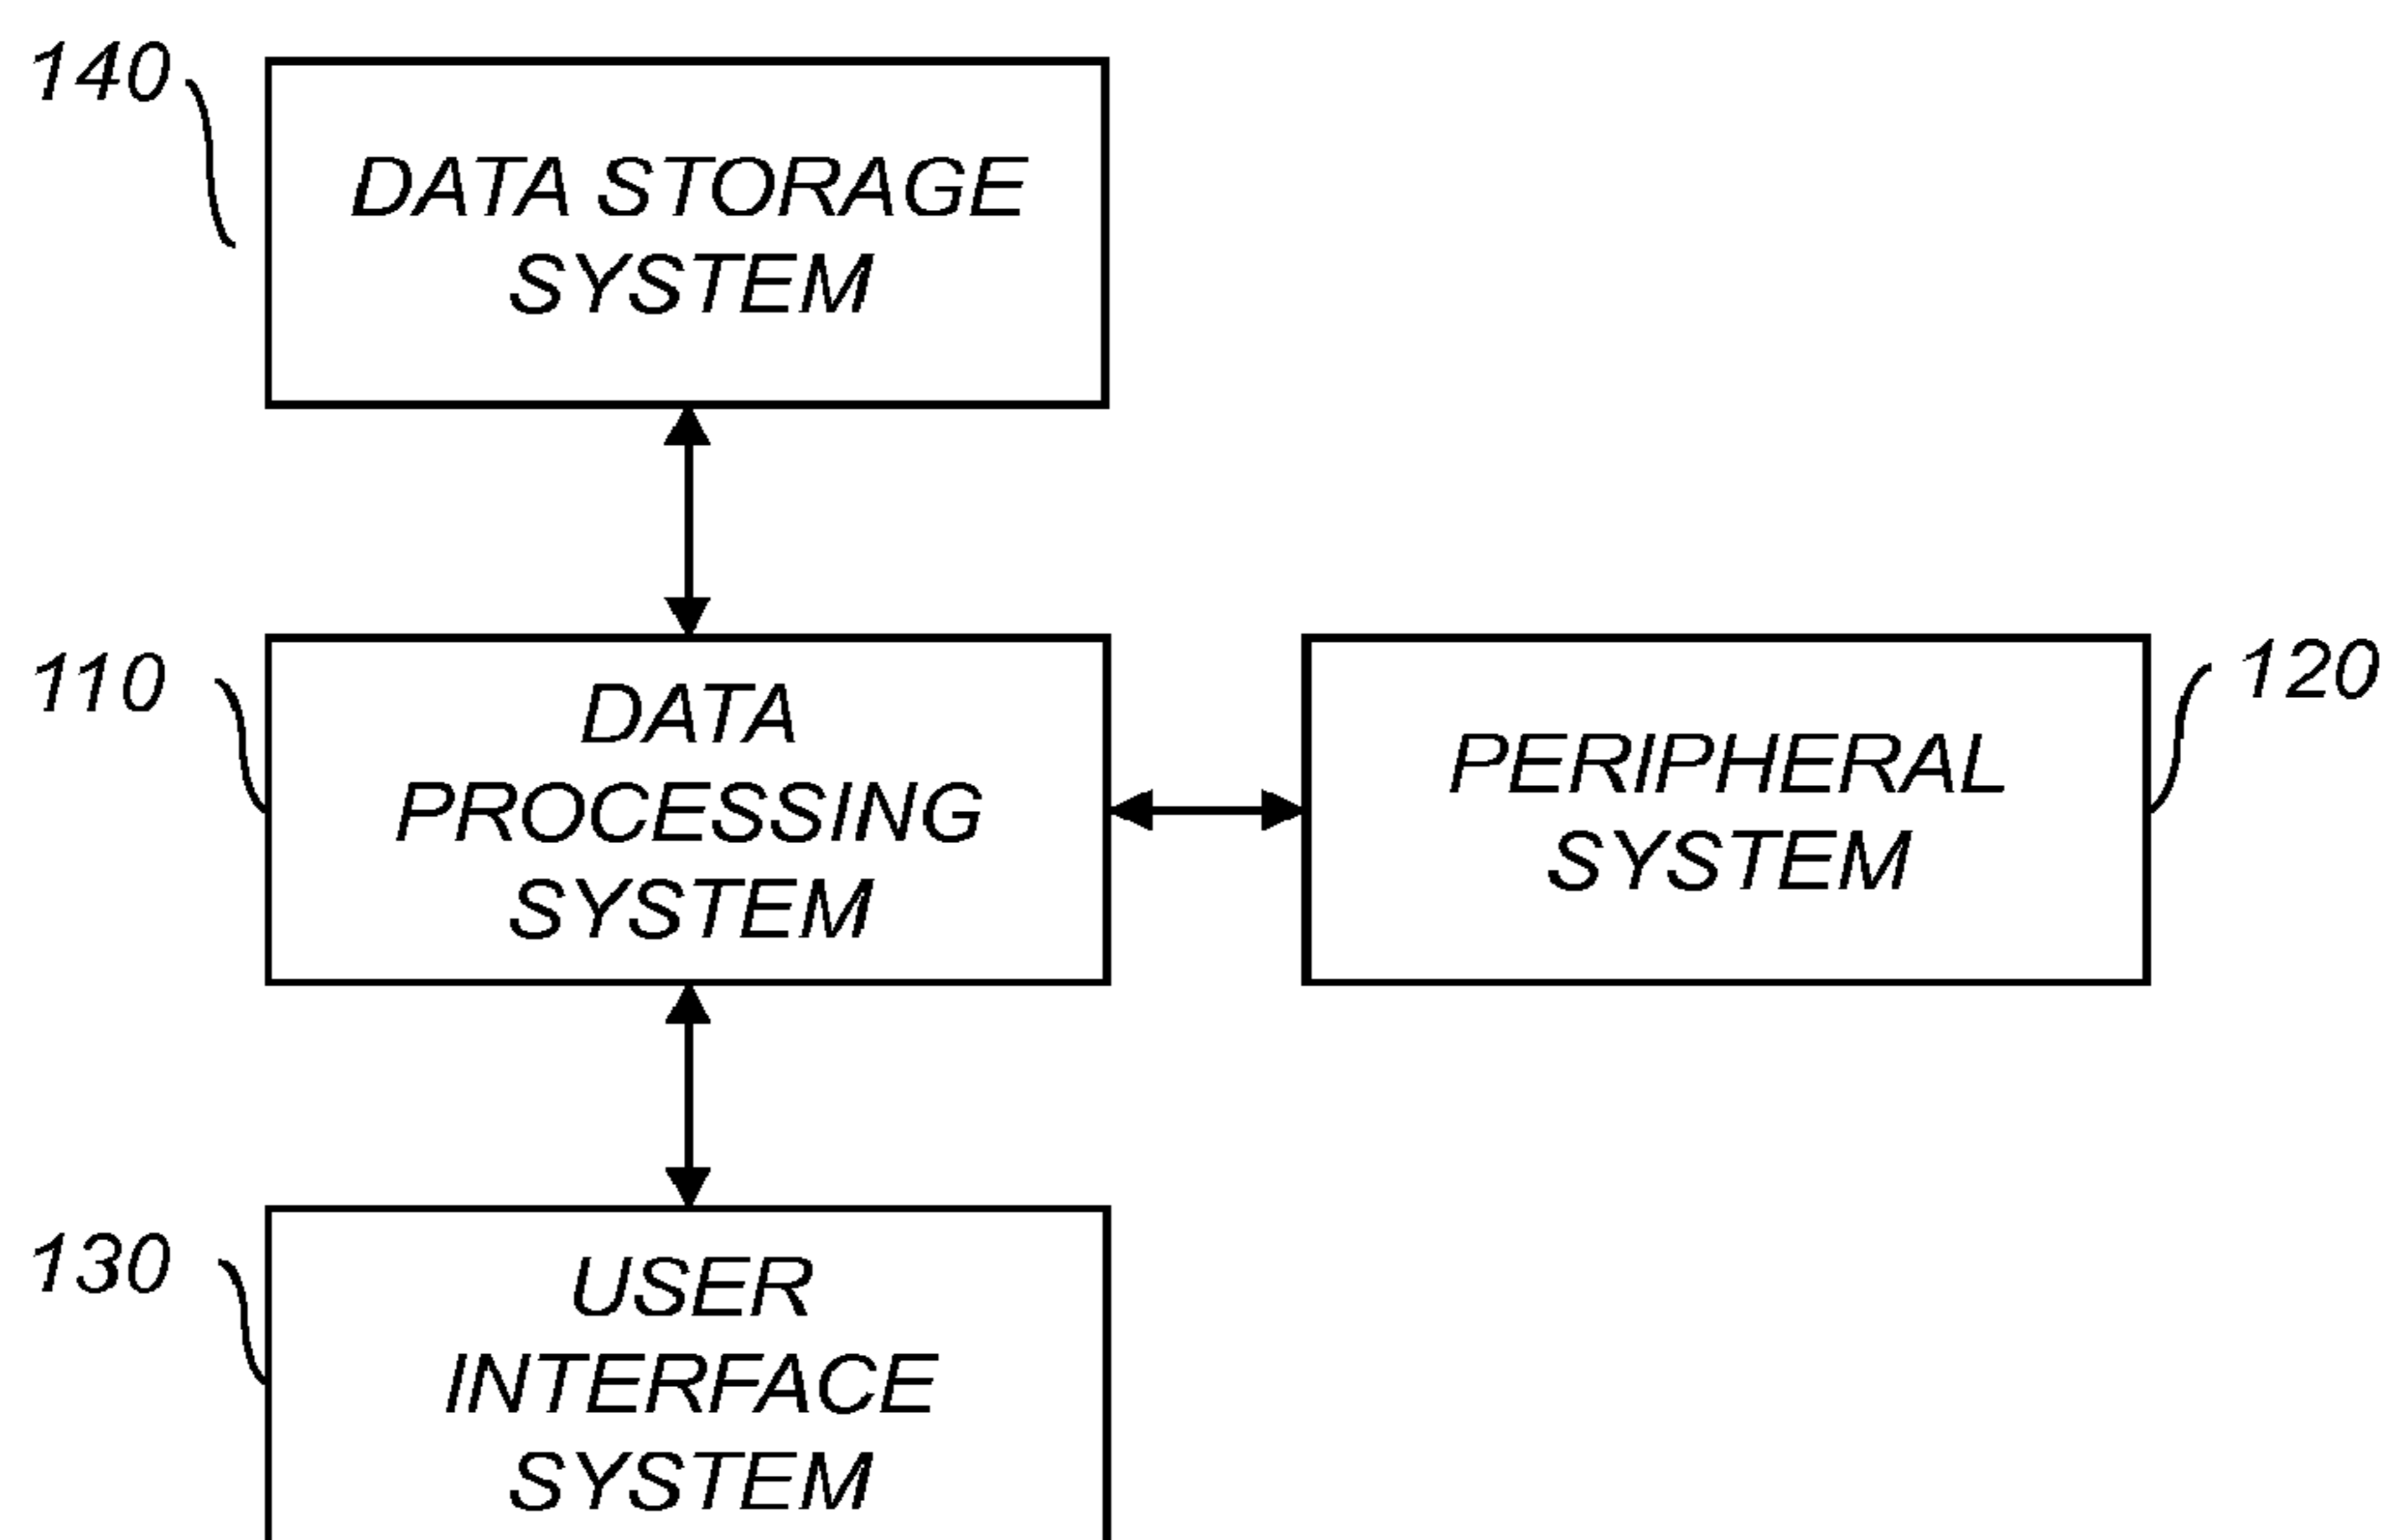 140
DATA STORAGE
SYSTEM
110
DATA
PROCESSING
SYSTEM
PERIPHERAL
SYSTEM
120
130
USER
INTERFACE
SYSTEM